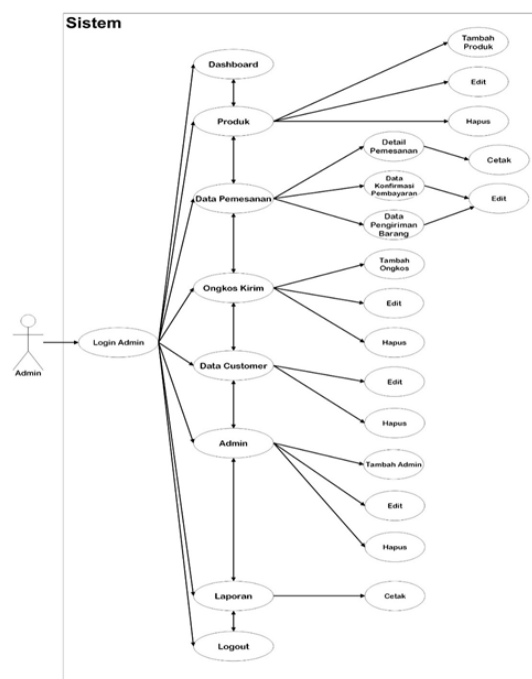 Sistem
Tambah
Produk
Dashboard
Edit
Produk
Hapus
Detail
Pemesanan
Cetak
Data
Konfirmasi
Pembayaran
Data Pemesanan
Edit
Data
Pengiriman
Barang
Tambah
Ongkos
Ongkos Kirim
Edit
Hapus
Login Admin
Admin
Data Customer
Edit
Hapus
Admin
Tambah Admin
Edit
Hapus
Laporan
Cetak
Logout